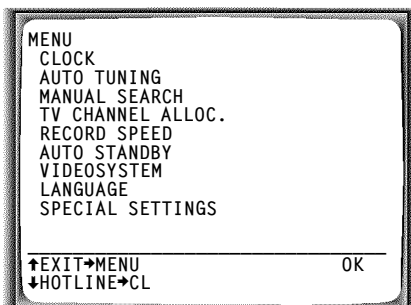 MENU
CLOCK
AUTO TUNING
MANUAL SEARCH
TV CHANNEL ALLOC.
RECORD SPEED
AUTO STANDBY
VIDEOSYSTEM
LANGUAGE
SPECIAL SETTINGS
↑EXIT→MENU OK
↓HOTLINE→CL